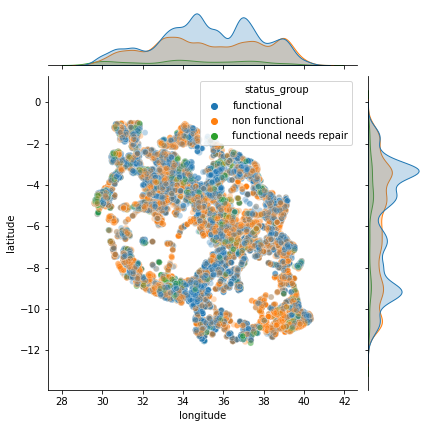 status_group
functional
non functional
functional needs repair
0
−2
−4
−6
−8
−10
−12
latitude
28 30 32 34 36 38 40 42
longitude